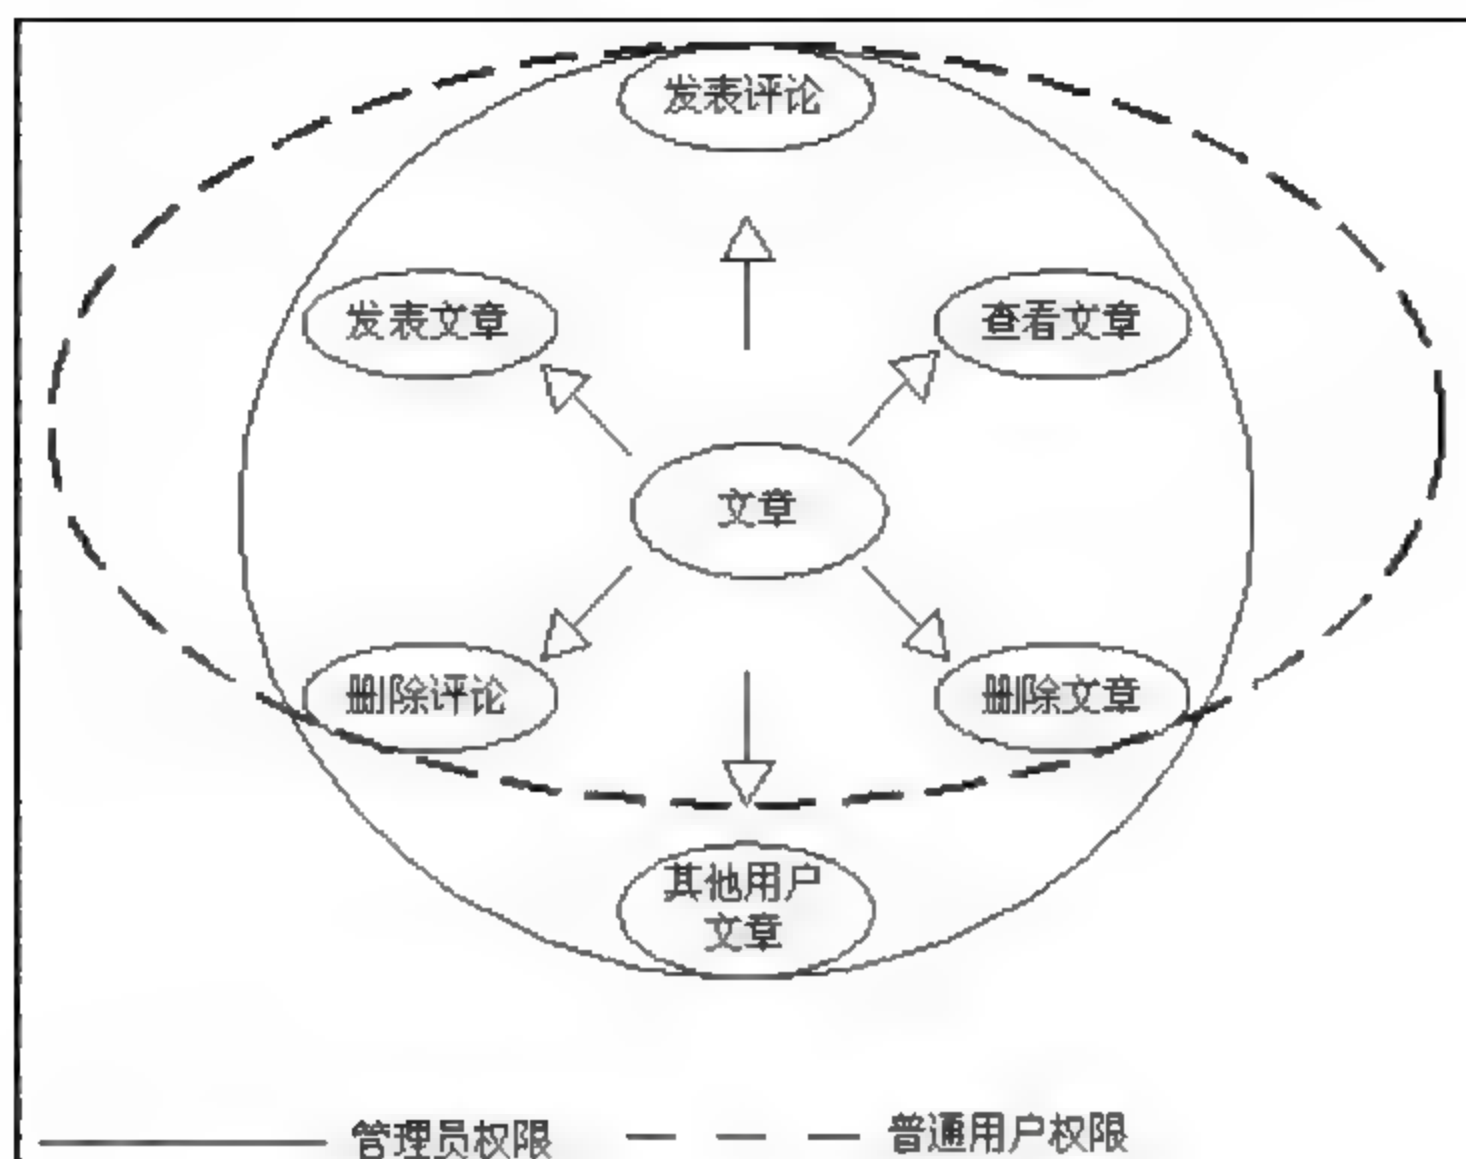 发表评论
发表文章
查看文章
文章
删除评论
删除文章
其他用户
文章
管理员权限
普通用户权限